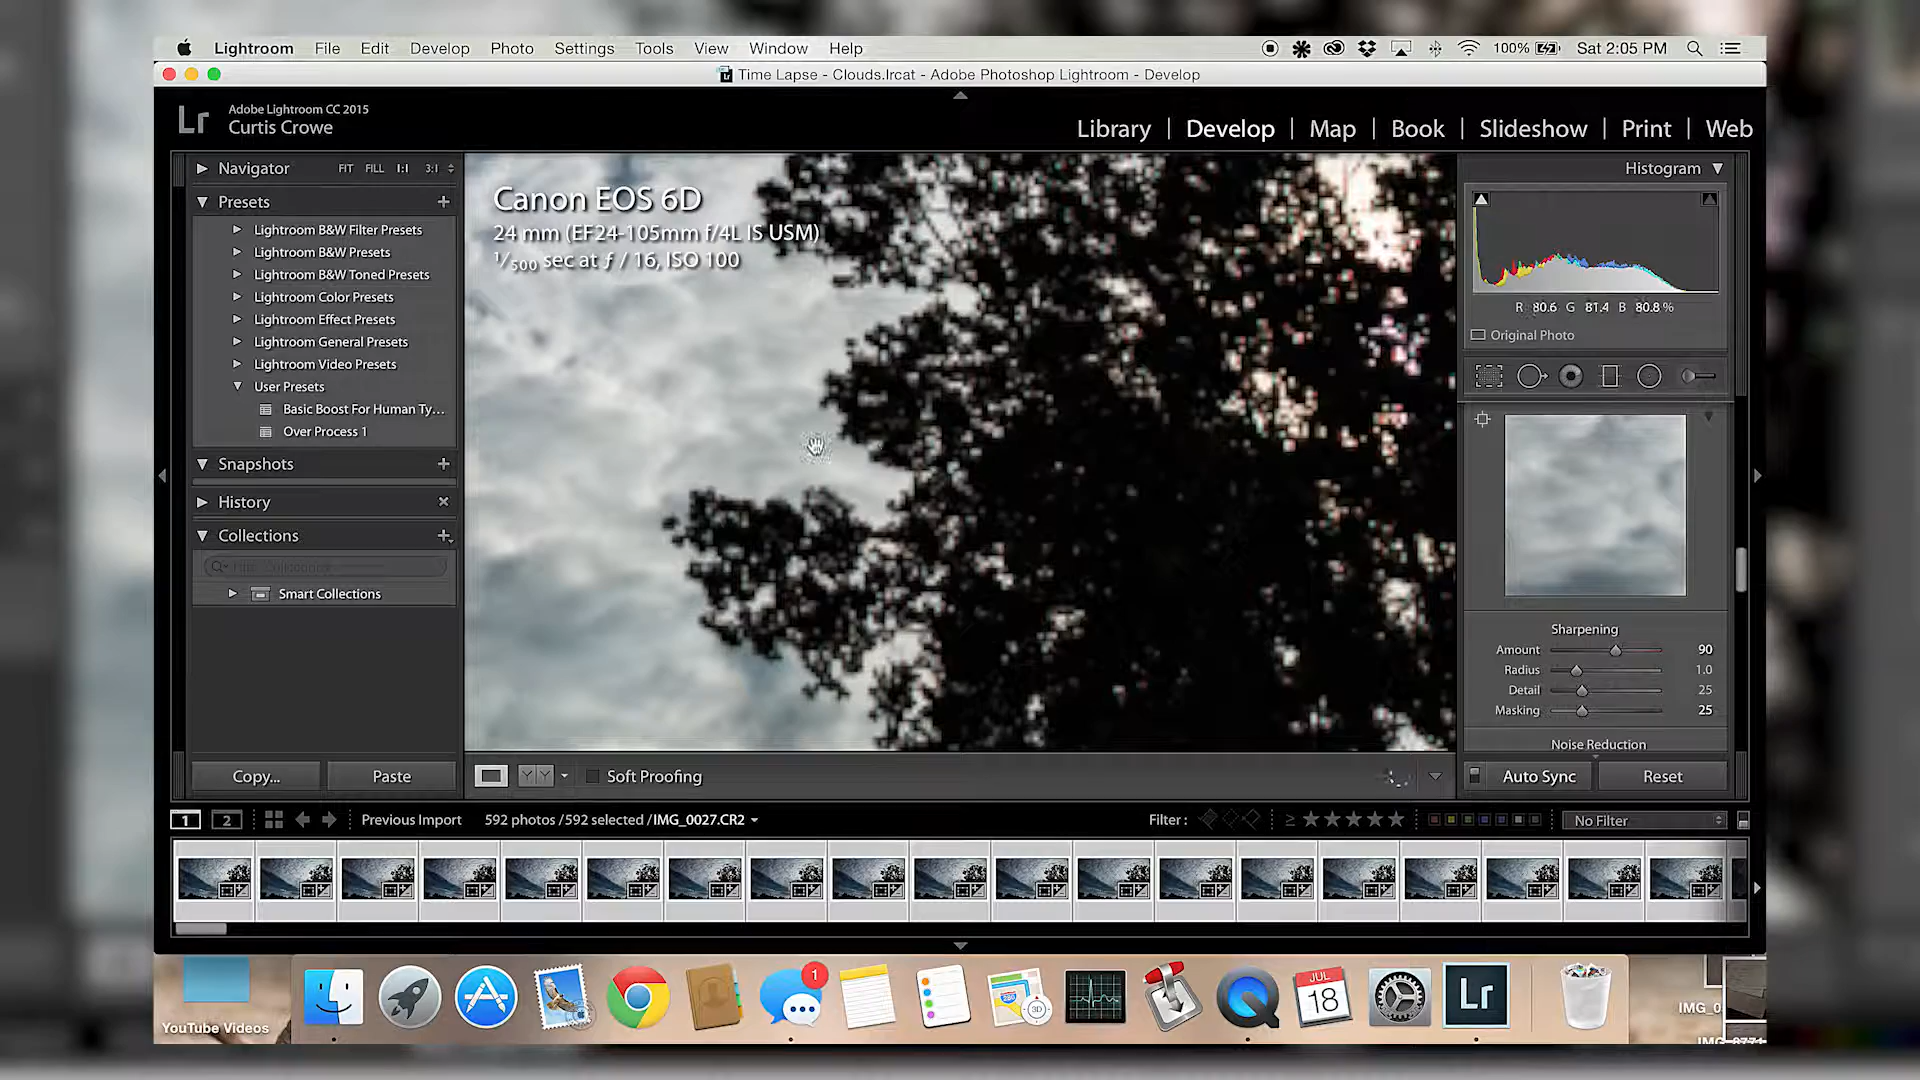 Lightroom File Edit Develop Photo Settings Tools View Window Help 100% Sat 2:05 PM
Time Lapse - Clouds.lrcat - Adobe Photoshop Lightroom - Develop
Lr Adobe Lightroom CC 2015
Curtis Crowe
Library | Develop | Map | Book | Slideshow | Print | Web
Navigator FIT FILL 1:1 3:1
Presets
Lightroom B&W Filter Presets
Lightroom B&W Presets
Lightroom B&W Toned Presets
Lightroom Color Presets
Lightroom Effect Presets
Lightroom General Presets
Lightroom Video Presets
User Presets
Basic Boost For Human Ty...
Over Process 1
Snapshots
History
Collections
Smart Collections
Copy... Paste
Canon EOS 6D
24 mm (EF24-105mm f/4L IS USM)
1/500 sec at ƒ / 16, ISO 100
Soft Proofing
Histogram
R 80.6 G 81.4 B 80.8 %
Original Photo
Sharpening
Amount 90
Radius 1.0
Detail 25
Masking 25
Noise Reduction
Auto Sync Reset
1 2 Previous Import 592 photos /592 selected /IMG_0027.CR2 Filter : No Filter
1
JUL
18
3D
Lr
YouTube Videos
IMG_0